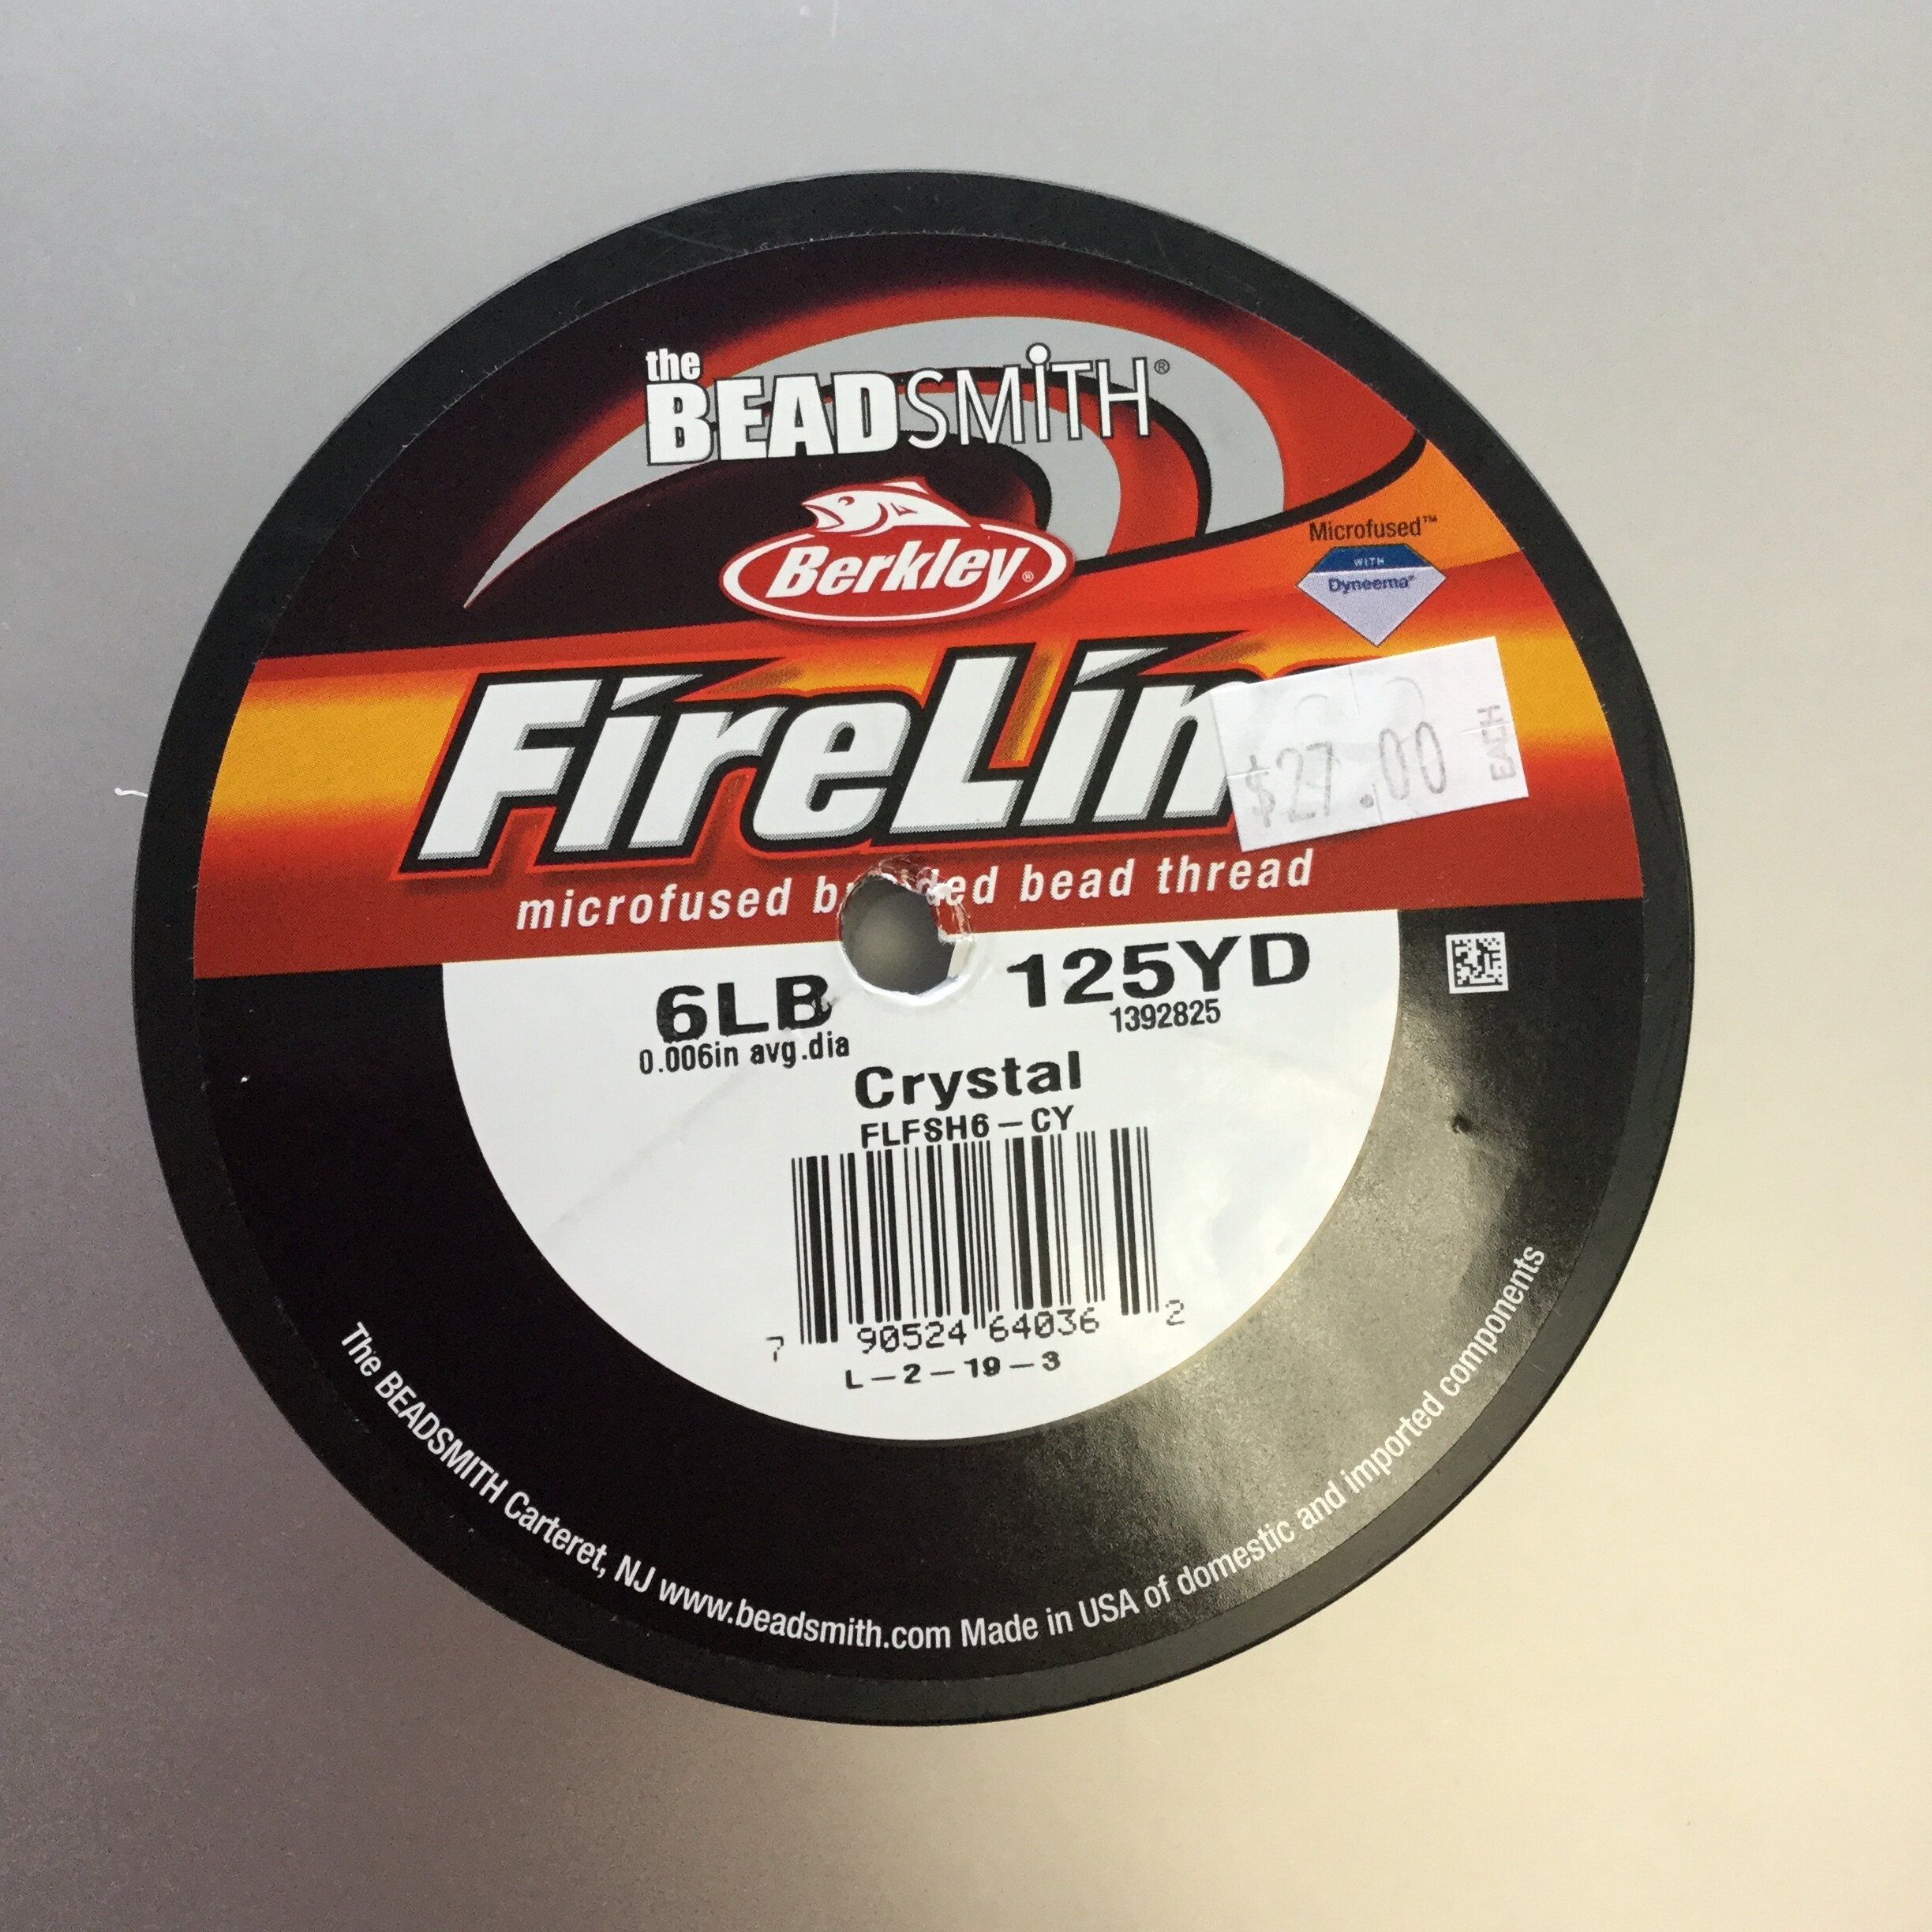 the
BEADSMITH®
Berkley®
Microfused™
WITH
Dyneema®
FireLin
$27.00 EACH
microfused bead thread
6LB 125YD
0.006in avg.dia 1392825
Crystal
FLFSH6-CY
7 90524 64036 2
L-2-19-3
The BEADSMITH Carteret, NJ www.beadsmith.com Made in USA of domestic and imported components